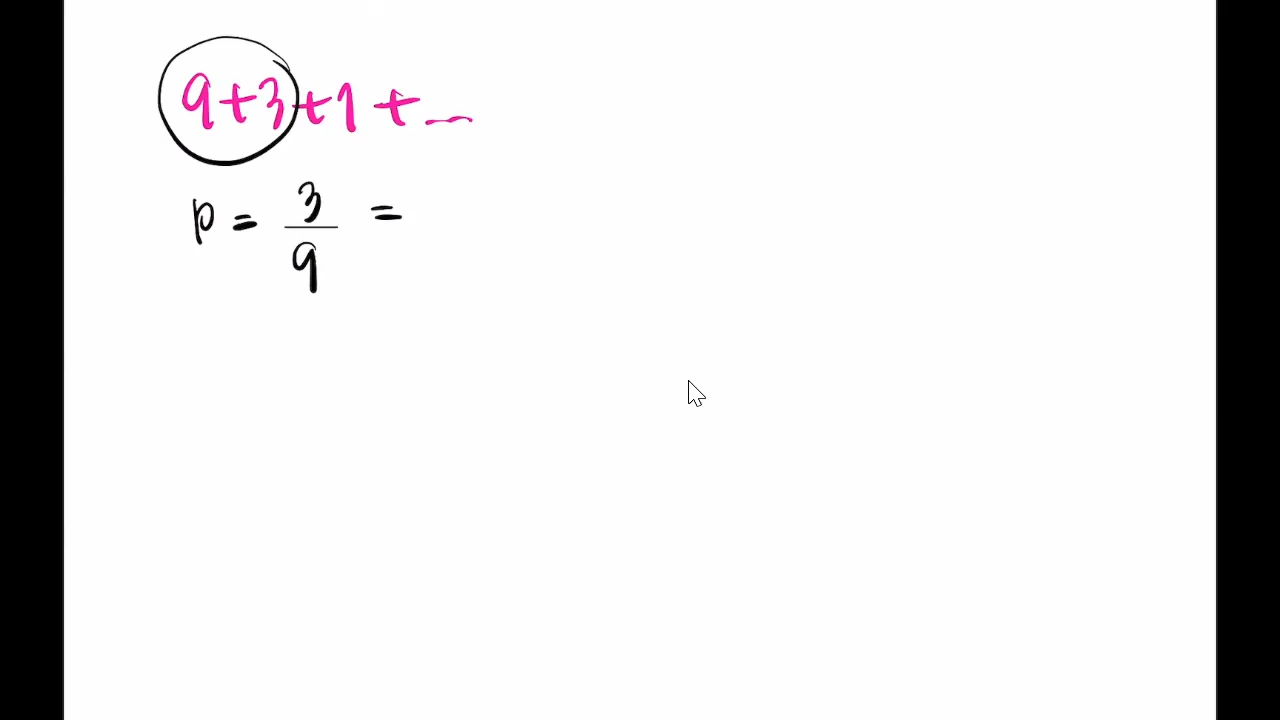 9+3+1+...
p = 3/9 =